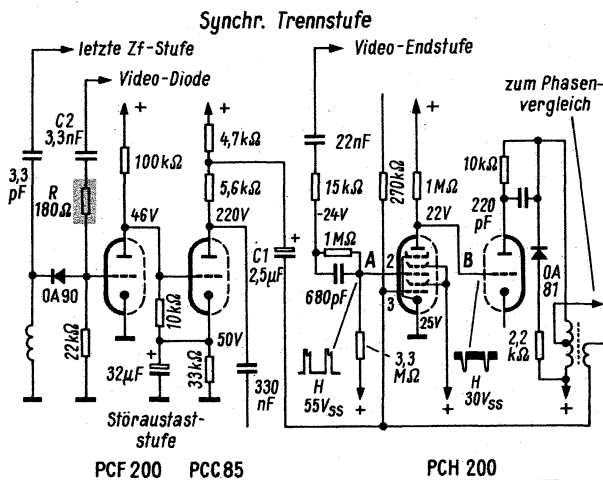 Synchr. Trennstufe
letzte Zf-Stufe
Video-Endstufe
Video-Diode
zum Phasen-
vergleich
C2
3,3nF
22nF
4,7kΩ
100kΩ
3,3
pF
R
180Ω
5,6kΩ
15kΩ
270kΩ
1MΩ
10kΩ
220
pF
-24V
46V
220V
22V
1MΩ
A
B
C1
2,5µF
2
680pF
0A
81
0A90
3
25V
10kΩ
50V
22kΩ
3,3
MΩ
2,2
kΩ
32µF
33kΩ
330
nF
H
55Vss
H
30Vss
Störaustast-
stufe
PCF 200
PCC 85
PCH 200